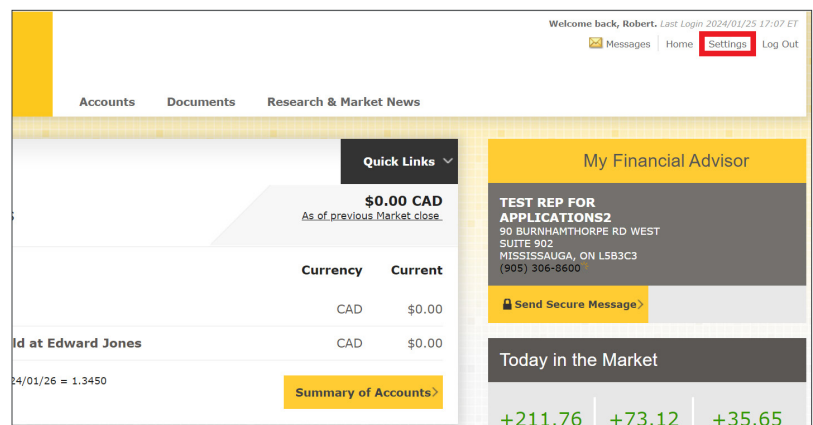 Welcome back, Robert. Last Login 2024/01/25 17:07 ET
Messages Home Settings Log Out
Accounts Documents Research & Market News
Quick Links
$0.00 CAD
As of previous Market close
Currency Current
CAD $0.00
ld at Edward Jones CAD $0.00
24/01/26 = 1.3450
Summary of Accounts>
My Financial Advisor
TEST REP FOR
APPLICATIONS2
90 BURNHAMTHORPE RD WEST
SUITE 902
MISSISSAUGA, ON L5B3C3
(905) 306-8600
Send Secure Message>
Today in the Market
+211.76 +73.12 +35.65